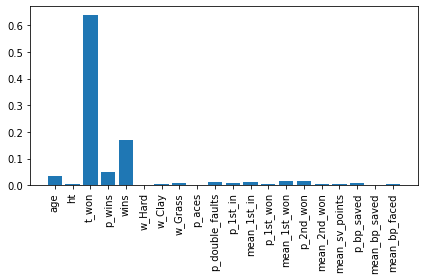 0.6
0.5
0.4
0.3
0.2
0.1
0.0
age
ht
t_won
p_wins
wins
w_Hard
w_Clay
w_Grass
p_aces
p_double_faults
p_1st_in
mean_1st_in
p_1st_won
mean_1st_won
p_2nd_won
mean_2nd_won
mean_sv_points
p_bp_saved
mean_bp_saved
mean_bp_faced